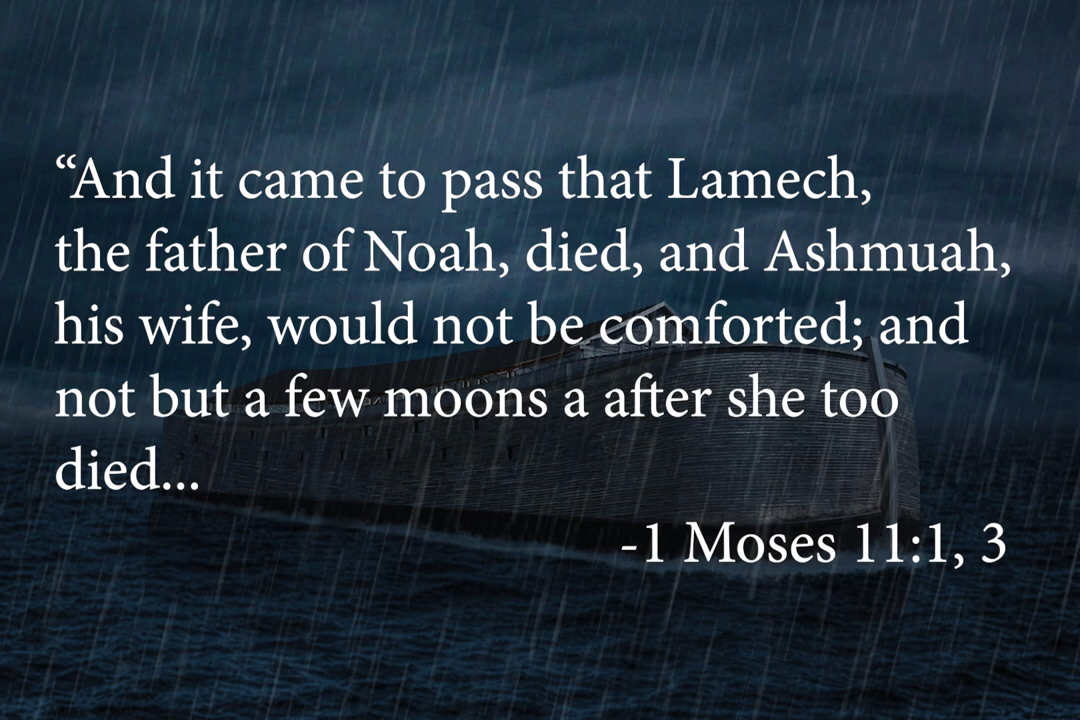 “And it came to pass that Lamech,
the father of Noah, died, and Ashmuah,
his wife, would not be comforted; and
not but a few moons a after she too
died...
-1 Moses 11:1, 3